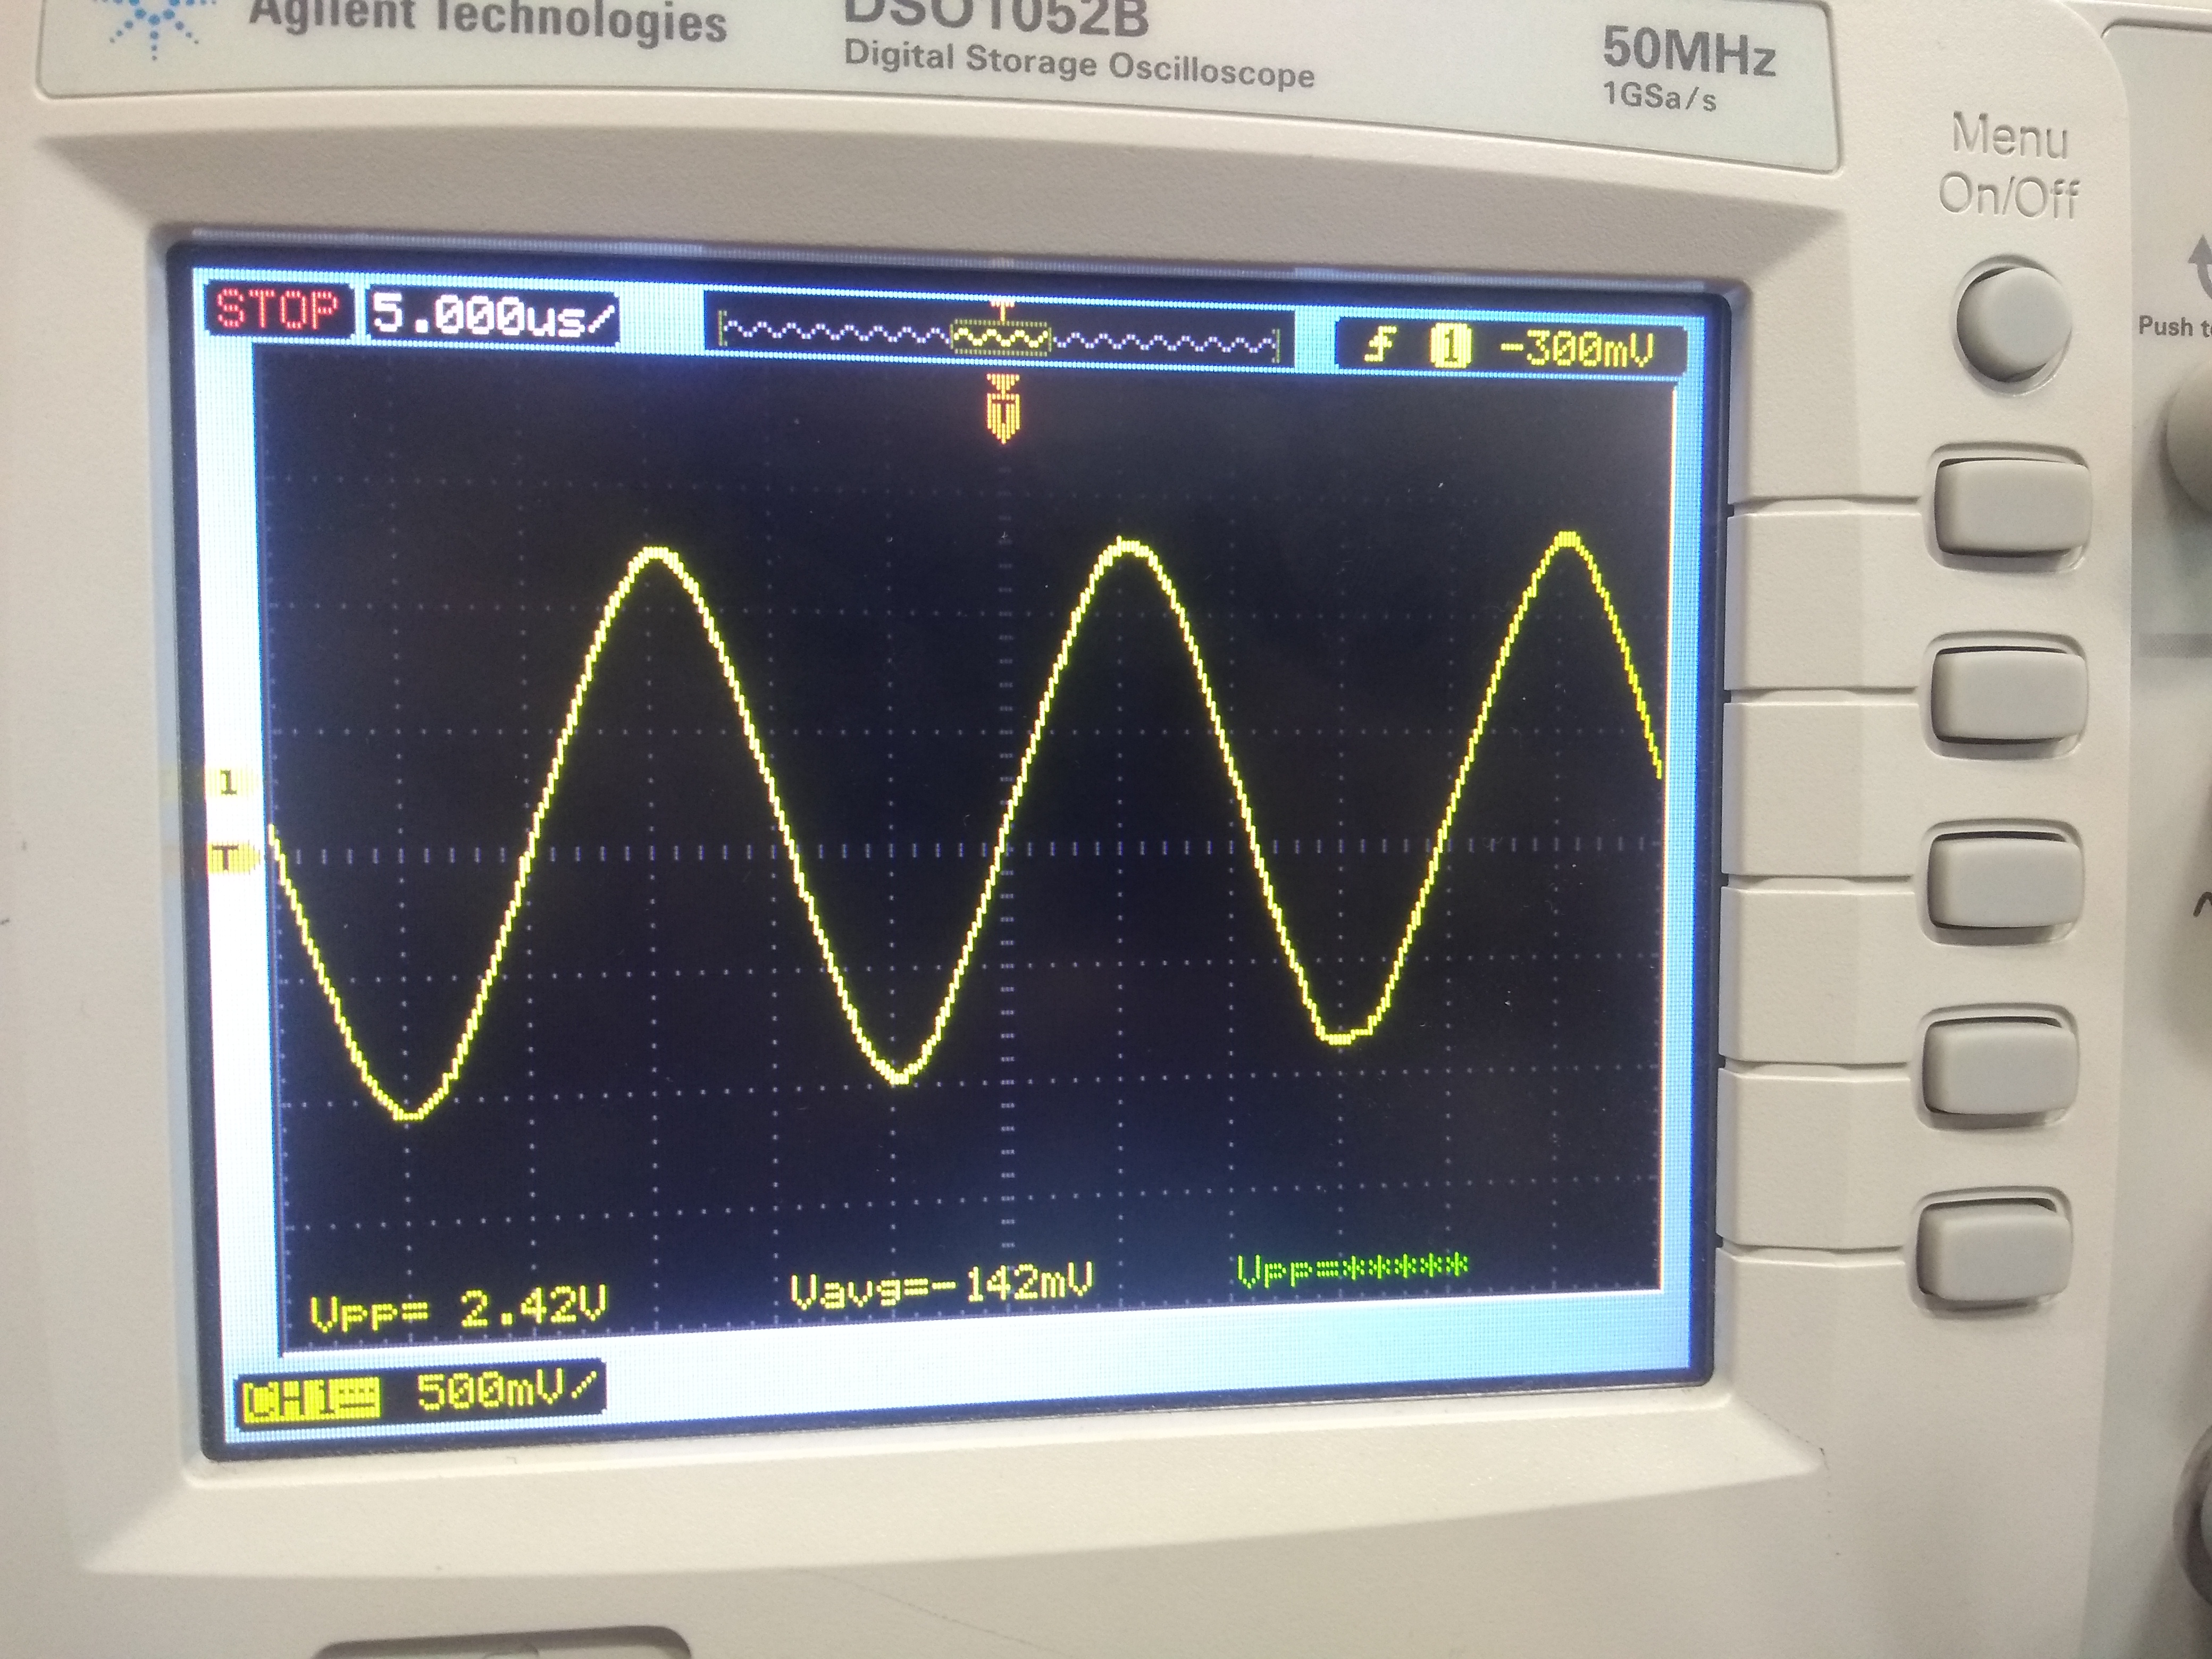 Agilent Technologies
DSO1052B
Digital Storage Oscilloscope
50MHz
1GSa/s
Menu
On/Off
Push
STOP 5.000us/
T
1 -300mV
T
1
T
Vpp= 2.42V Vavg=-142mV Vpp=*****
CH1 500mV/